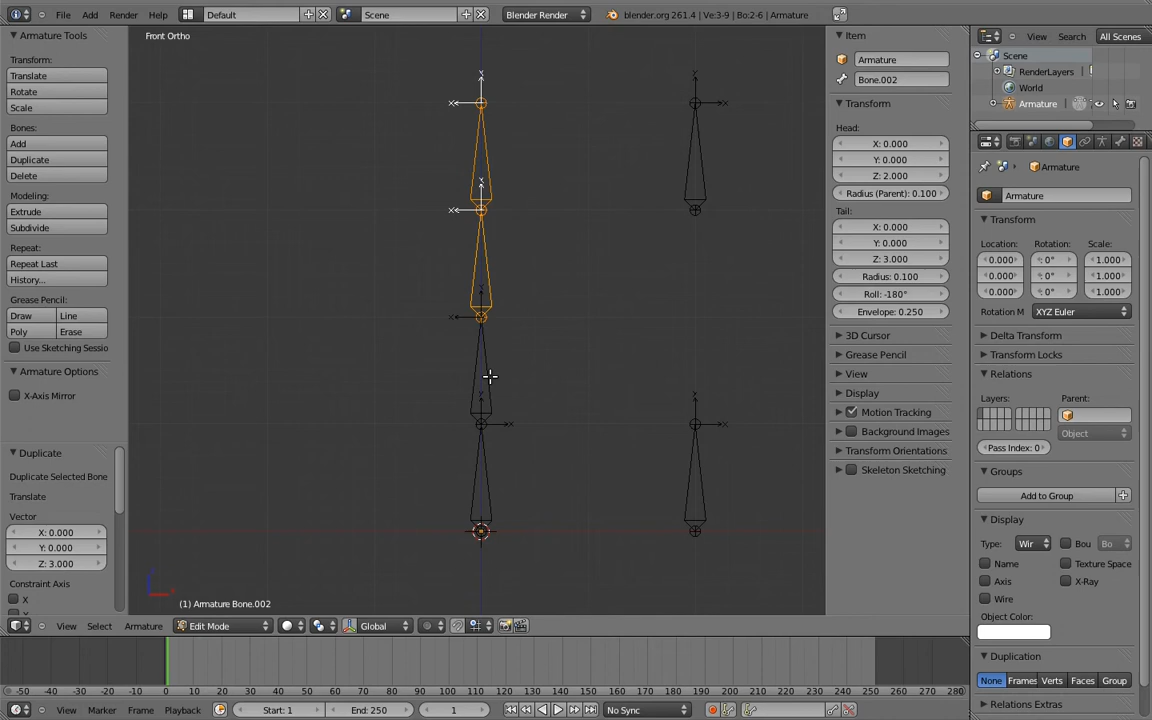 File Add Render Help Default Scene Blender Render blender.org 261.4 | Ve:3-9 | Bo:2-6 | Armature View Search All Scenes
Armature Tools
Transform:
Translate
Rotate
Scale
Bones:
Add
Duplicate
Delete
Modeling:
Extrude
Subdivide
Repeat:
Repeat Last
History...
Grease Pencil:
Draw Line
Poly Erase
Use Sketching Sessio
Armature Options
X-Axis Mirror
Duplicate
Duplicate Selected Bone
Translate
Vector
X: 0.000
Y: 0.000
Z: 3.000
Constraint Axis
X
Front Ortho
(1) Armature Bone.002
Item
Armature
Bone.002
Transform
Head:
X: 0.000
Y: 0.000
Z: 2.000
Radius (Parent): 0.100
Tail:
X: 0.000
Y: 0.000
Z: 3.000
Radius: 0.100
Roll: -180°
Envelope: 0.250
3D Cursor
Grease Pencil
View
Display
Motion Tracking
Background Images
Transform Orientations
Skeleton Sketching
Scene
RenderLayers
World
Armature
Armature
Armature
Transform
Location: Rotation: Scale:
0.000 0° 1.000
0.000 0° 1.000
0.000 0° 1.000
Rotation M XYZ Euler
Delta Transform
Transform Locks
Relations
Layers: Parent:
Object
Pass Index: 0
Groups
Add to Group
Display
Type: Wir Bou Bo
Name Texture Space
Axis X-Ray
Wire
Object Color:
Duplication
None Frames Verts Faces Group
Relations Extras
View Select Armature Edit Mode Global
-50 -40 -30 -20 -10 0 10 20 30 40 50 60 70 80 90 100 110 120 130 140 150 160 170 180 190 200 210 220 230 240 250 260 270 280
View Marker Frame Playback Start: 1 End: 250 1 No Sync